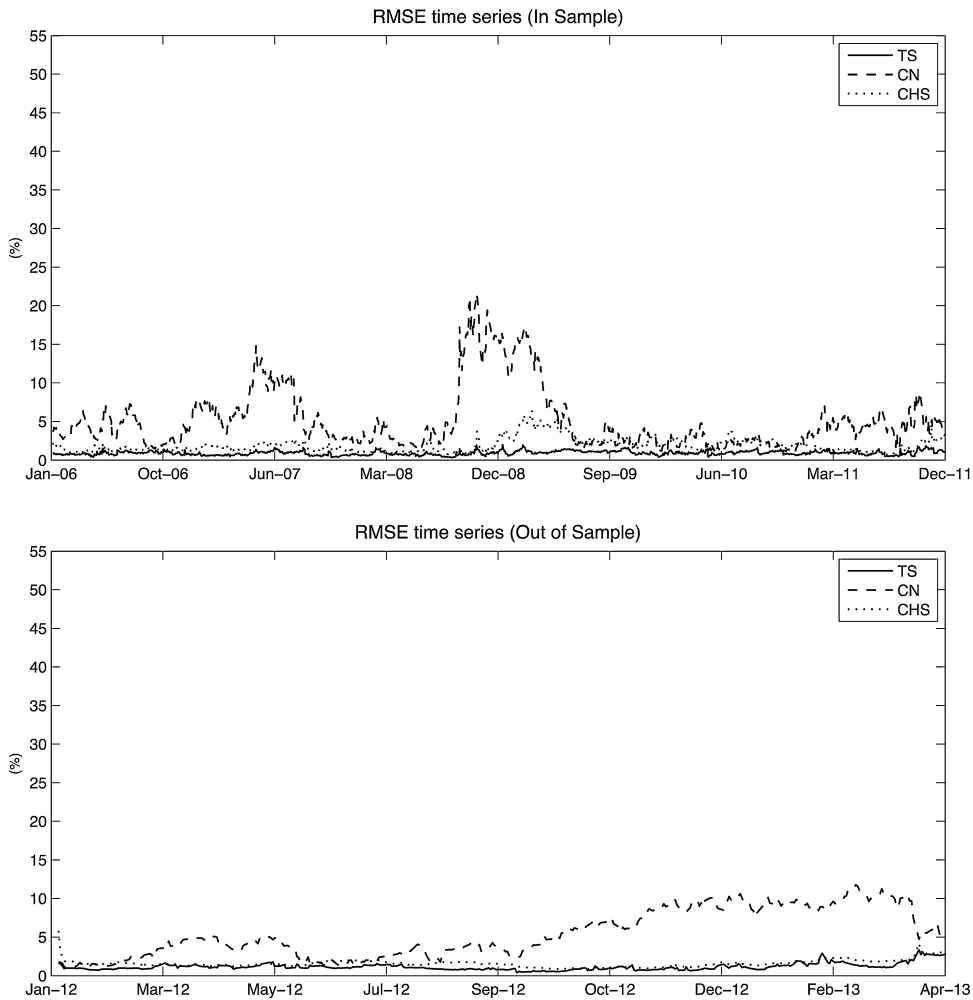 RMSE time series (In Sample)
55
50
45
40
35
30
25
20
15
10
5
0
(%)
TS
CN
CHS
Jan–06 Oct–06 Jun–07 Mar–08 Dec–08 Sep–09 Jun–10 Mar–11 Dec–11
RMSE time series (Out of Sample)
55
50
45
40
35
30
25
20
15
10
5
0
(%)
TS
CN
CHS
Jan–12 Mar–12 May–12 Jul–12 Sep–12 Oct–12 Dec–12 Feb–13 Apr–13